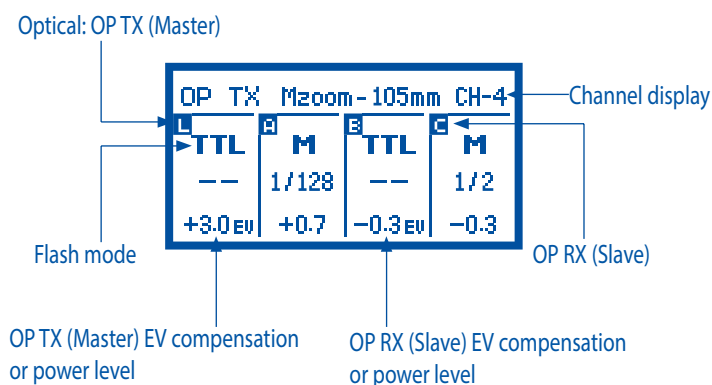 Optical: OP TX (Master)
OP TX Mzoom-105mm CH-4
Channel display
L A B C
TTL M TTL M
-- 1/128 -- 1/2
+3.0EV +0.7 -0.3EV -0.3
Flash mode
OP RX (Slave)
OP TX (Master) EV compensation
or power level
OP RX (Slave) EV compensation
or power level